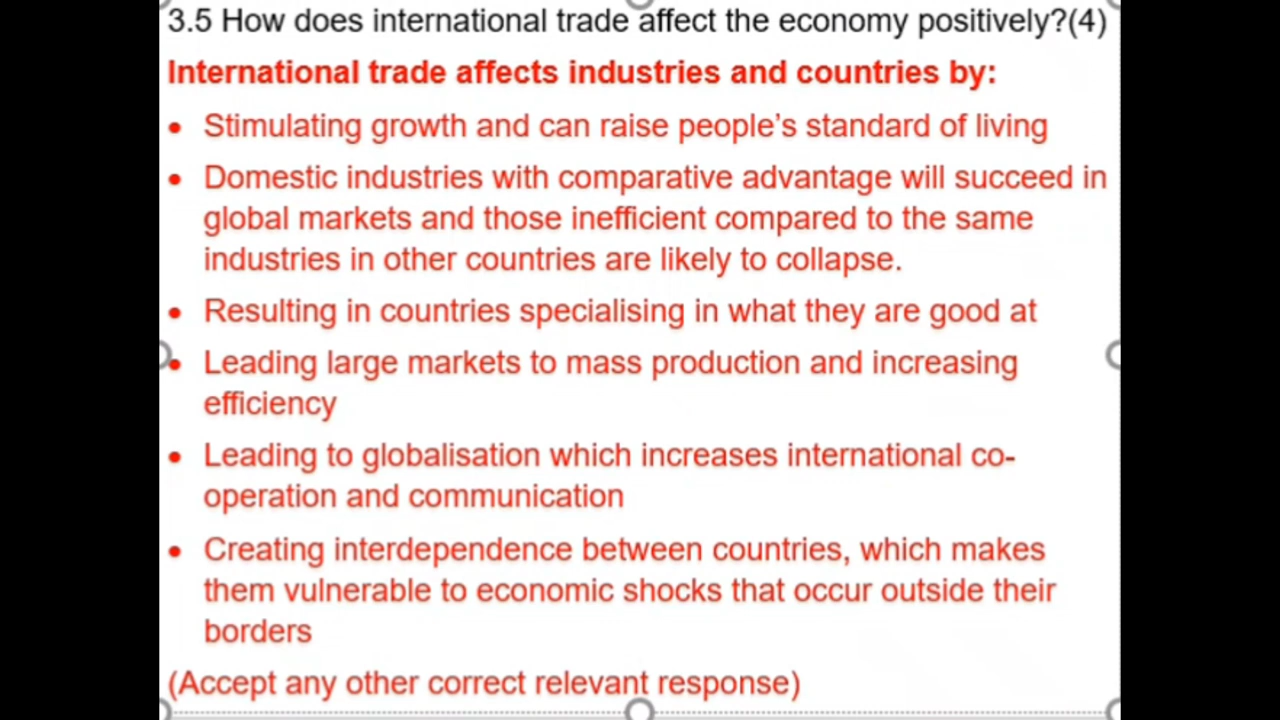 3.5 How does international trade affect the economy positively?(4)
International trade affects industries and countries by:
• Stimulating growth and can raise people's standard of living
• Domestic industries with comparative advantage will succeed in
global markets and those inefficient compared to the same
industries in other countries are likely to collapse.
• Resulting in countries specialising in what they are good at
• Leading large markets to mass production and increasing
efficiency
• Leading to globalisation which increases international co-
operation and communication
• Creating interdependence between countries, which makes
them vulnerable to economic shocks that occur outside their
borders
(Accept any other correct relevant response)